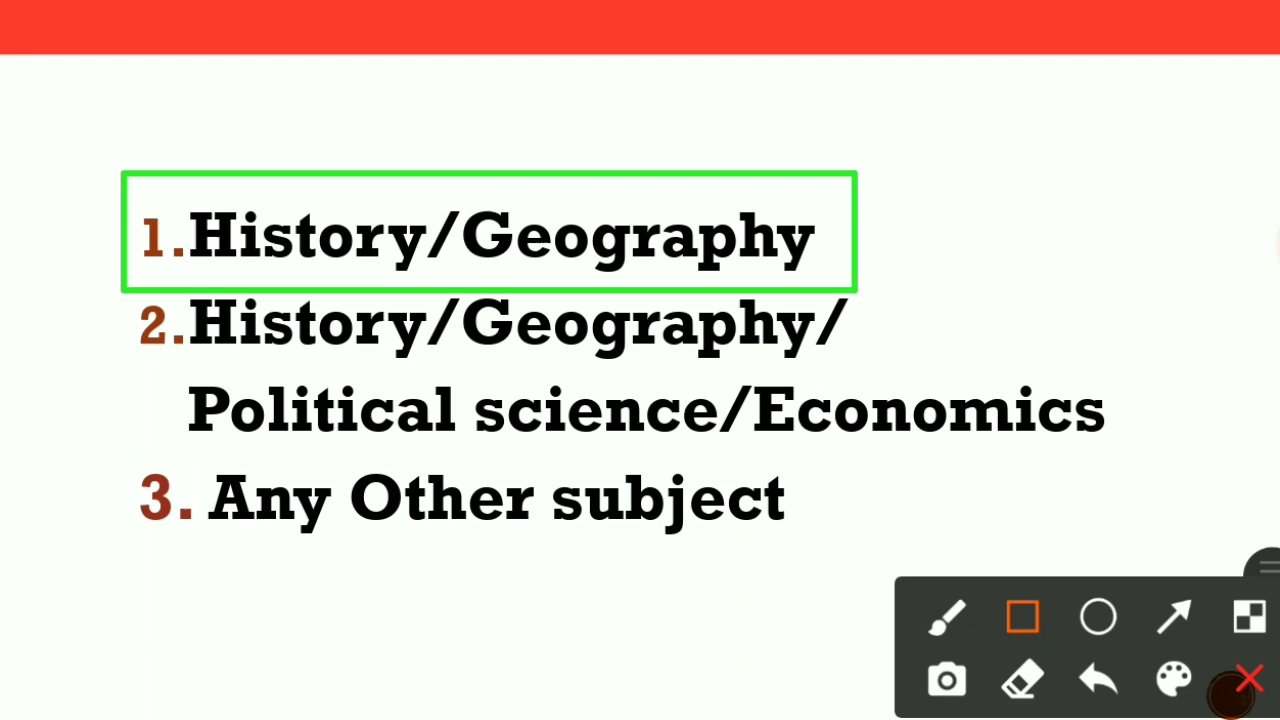 1.History/Geography
2.History/Geography/
Political science/Economics
3. Any Other subject